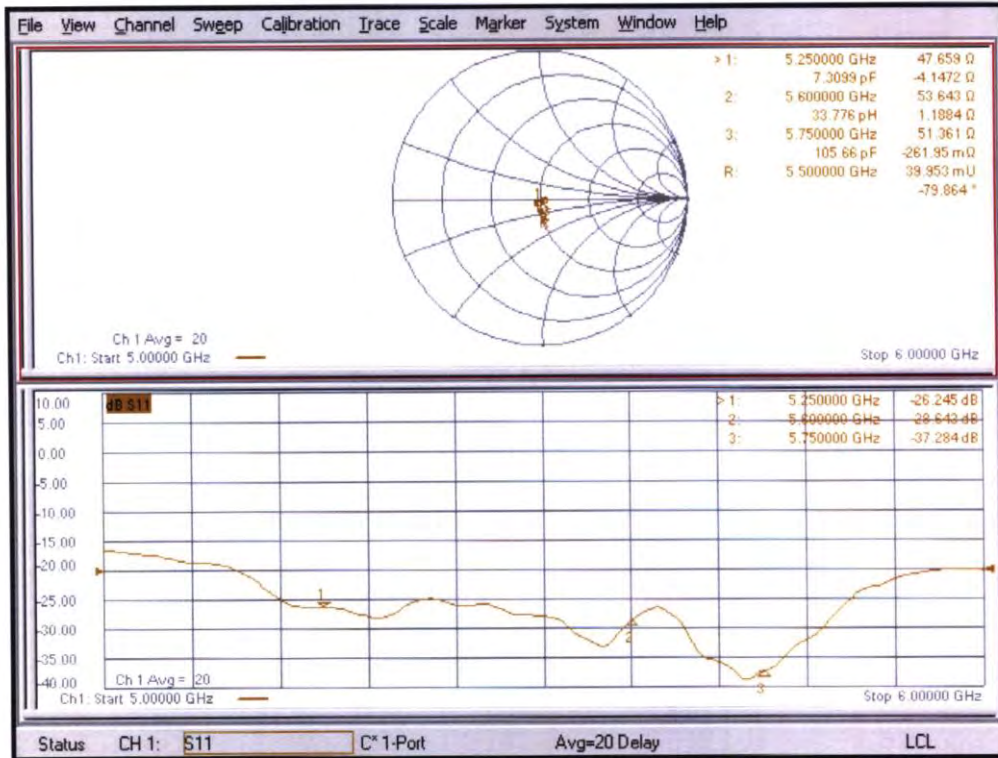 File View Channel Sweep Calibration Trace Scale Marker System Window Help
> 1: 5.250000 GHz 47.659 Ω
7.3099 pF -4.1472 Ω
2: 5.600000 GHz 53.643 Ω
33.776 pH 1.1884 Ω
3: 5.750000 GHz 51.361 Ω
105.66 pF -261.95 mΩ
R: 5.500000 GHz 39.953 mU
-79.864 °
1
Ch 1 Avg = 20
Ch1: Start 5.00000 GHz
Stop 6.00000 GHz
10.00 dB S11
> 1: 5.250000 GHz -26.245 dB
5.00
2: 5.600000 GHz -28.643 dB
0.00
3: 5.750000 GHz -37.284 dB
-5.00
-10.00
-15.00
-20.00
-25.00
1
-30.00
2
-35.00
-40.00
3
Ch 1 Avg = 20
Ch1: Start 5.00000 GHz
Stop 6.00000 GHz
Status CH 1: S11 C* 1-Port Avg=20 Delay LCL